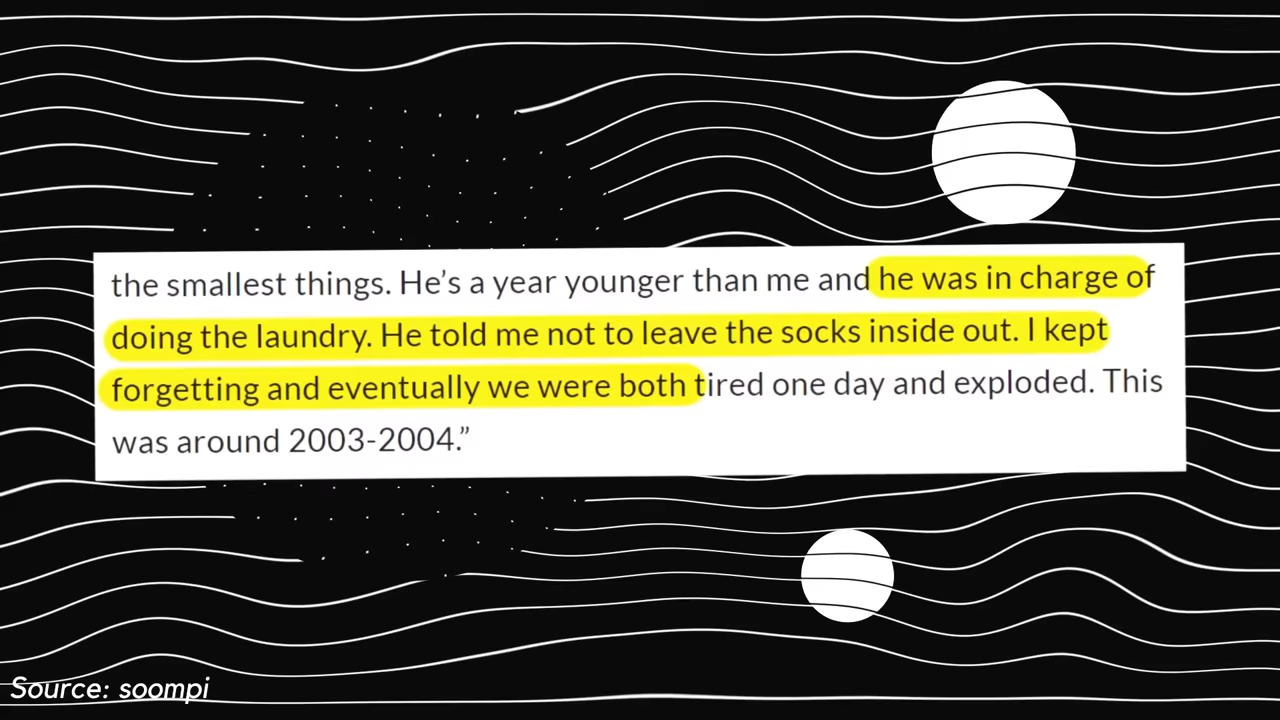 the smallest things. He’s a year younger than me and he was in charge of
doing the laundry. He told me not to leave the socks inside out. I kept
forgetting and eventually we were both tired one day and exploded. This
was around 2003-2004.”
Source: soompi